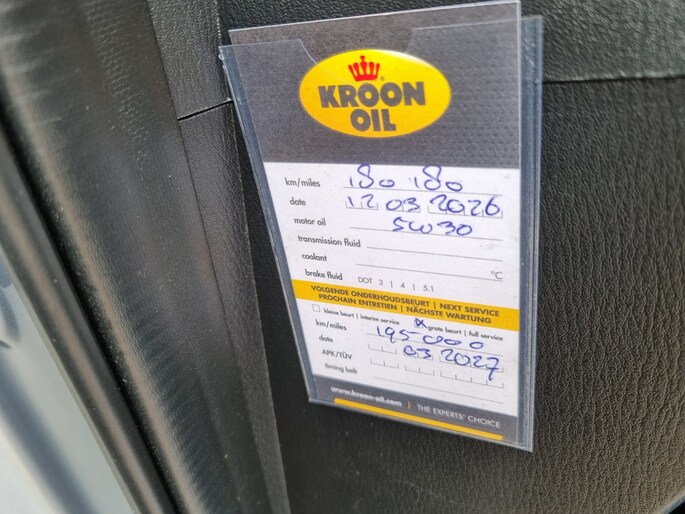 KROON
OIL
km/miles 180 180
date 12 03 2026
motor oil 5W30
transmission fluid
coolant °C
brake fluid DOT 3 | 4 | 5.1
VOLGENDE ONDERHOUDSBEURT | NEXT SERVICE
PROCHAIN ENTRETIEN | NÄCHSTE WARTUNG
kleine beurt | interim service grote beurt | full service
km/miles 195000
date 03 2027
APK/TÜV
timing belt
www.kroon-oil.com | THE EXPERTS' CHOICE